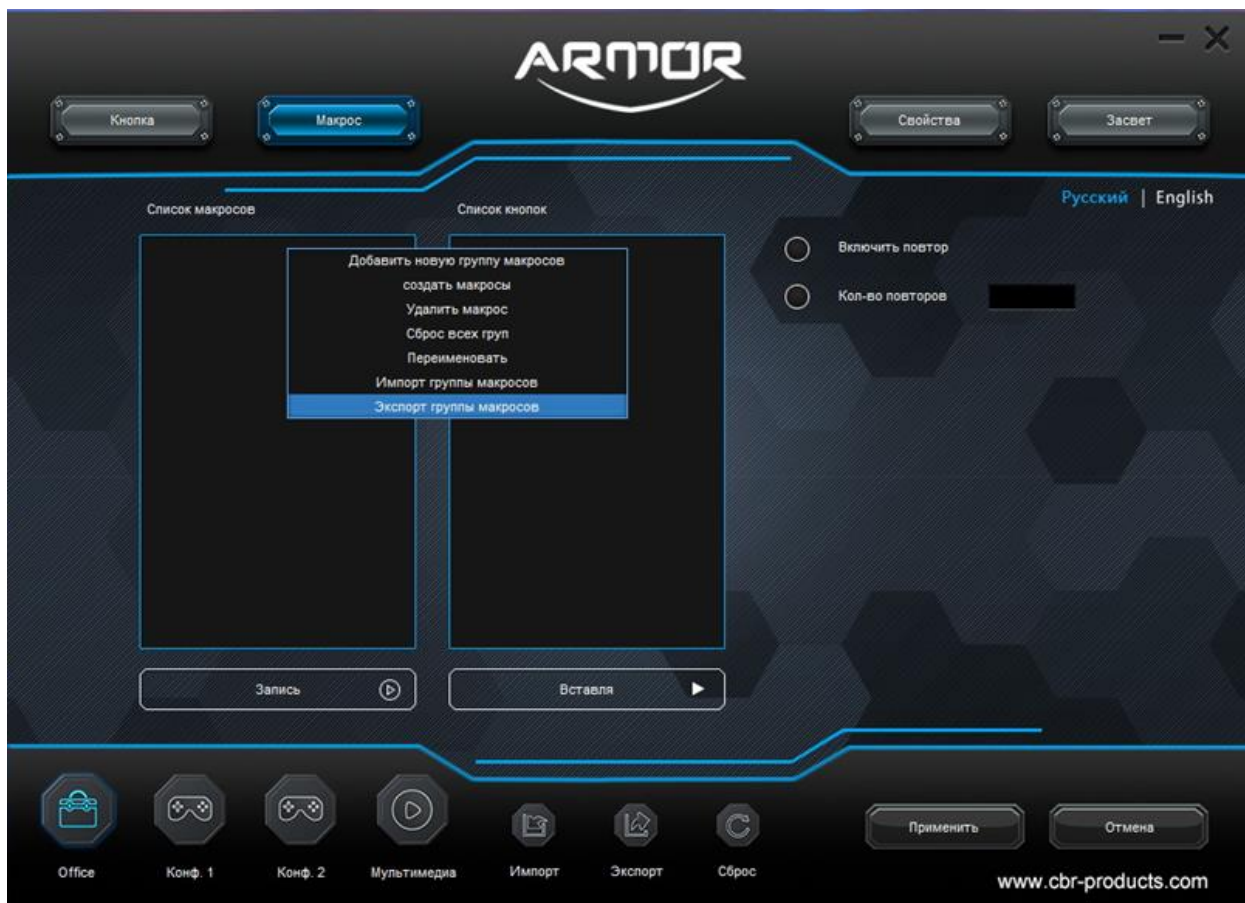 ARMOR
Кнопка
Макрос
Свойства
Засвет
Русский | English
Список макросов
Список кнопок
Добавить новую группу макросов
создать макросы
Удалить макрос
Сброс всех груп
Переименовать
Импорт группы макросов
Экспорт группы макросов
Включить повтор
Кол-во повторов
Запись
Вставля
Office
Конф. 1
Конф. 2
Мультимедиа
Импорт
Экспорт
Сброс
Применить
Отмена
www.cbr-products.com